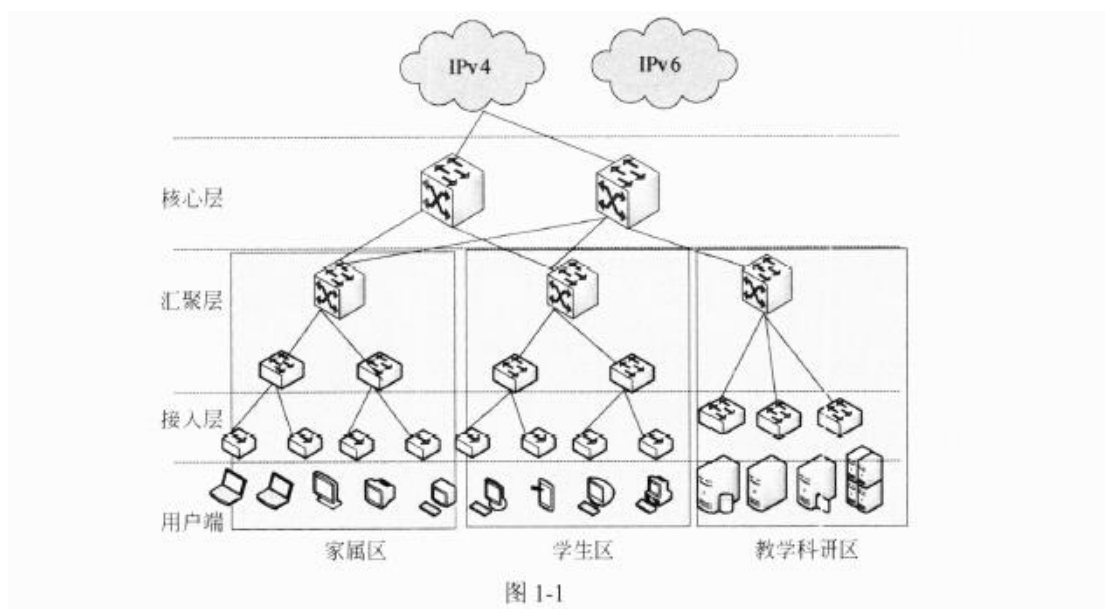 IPv4
IPv6
核心层
汇聚层
接入层
用户端
家属区
学生区
教学科研区
图 1-1